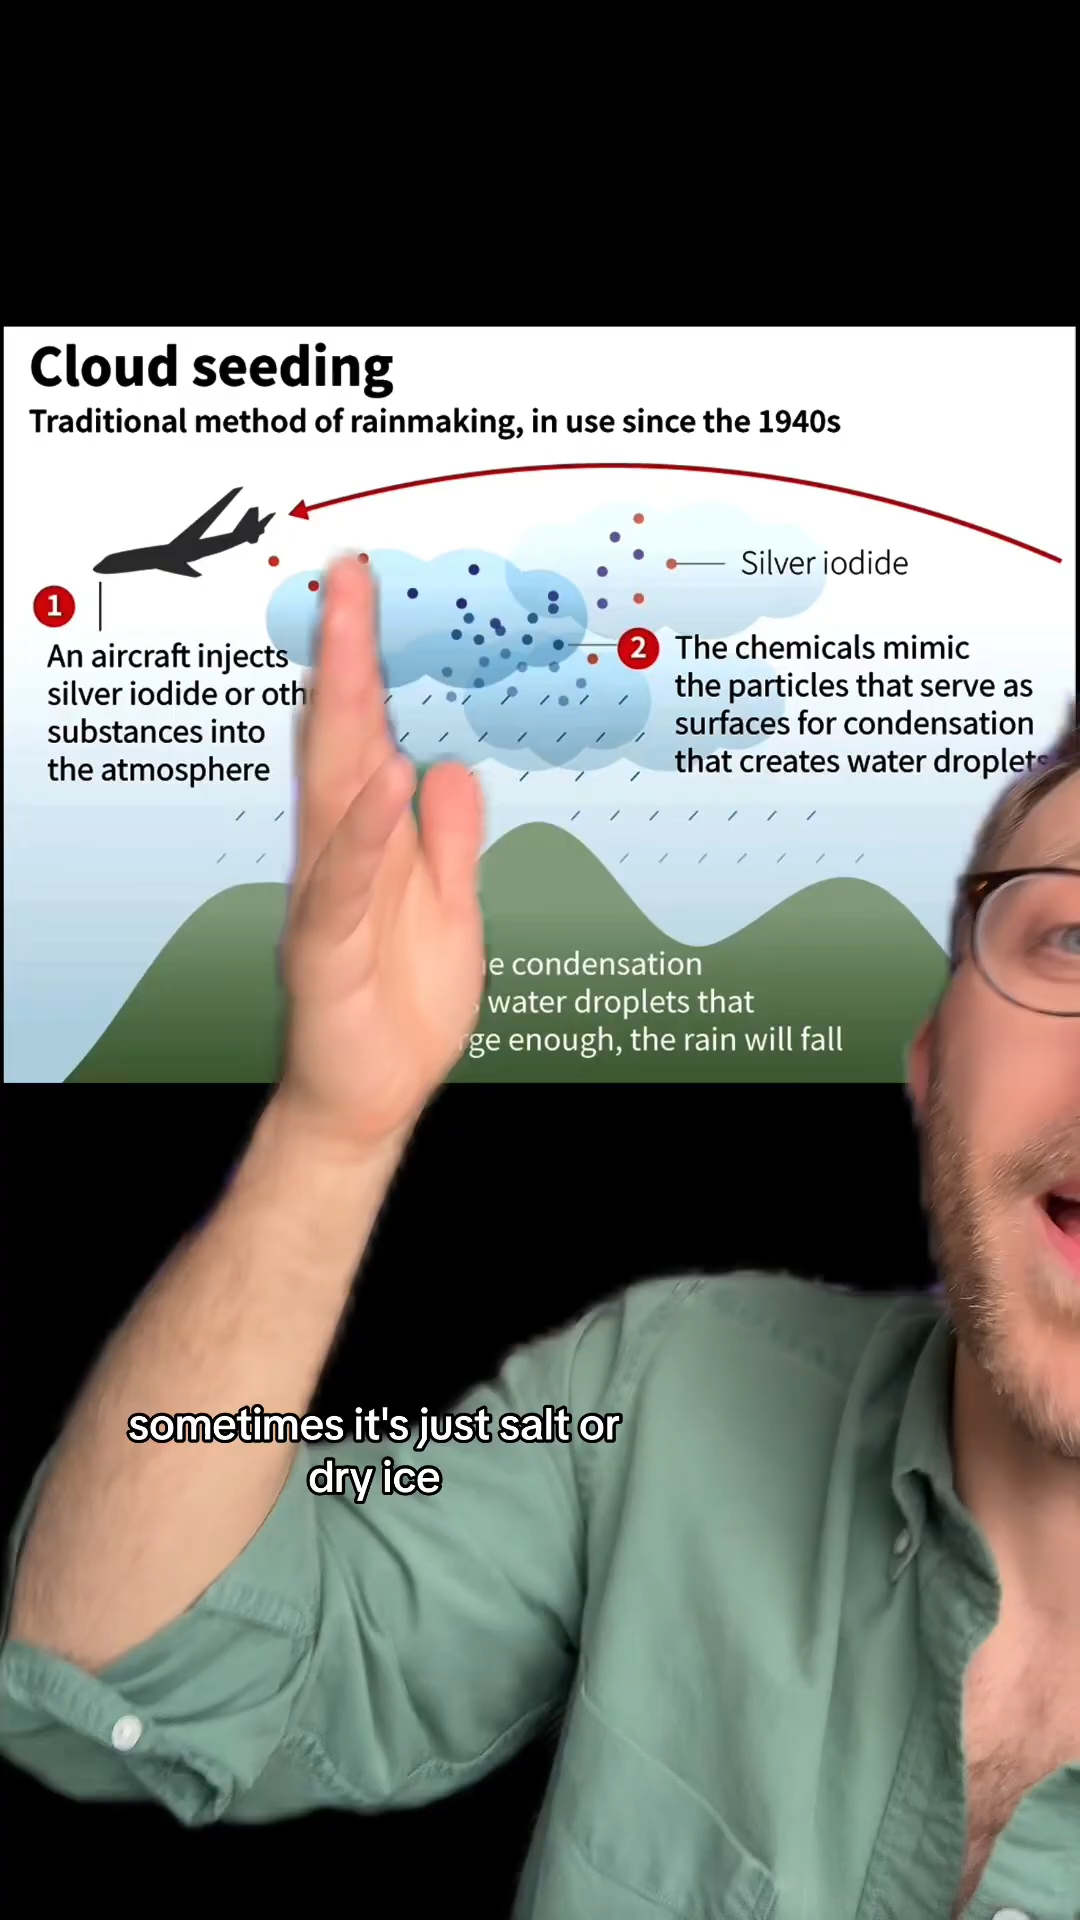 Cloud seeding
Traditional method of rainmaking, in use since the 1940s
Silver iodide
1
An aircraft injects
silver iodide or oth
substances into
the atmosphere
2
The chemicals mimic
the particles that serve as
surfaces for condensation
that creates water droplets
condensation
water droplets that
enough, the rain will fall
sometimes it's just salt or
dry ice